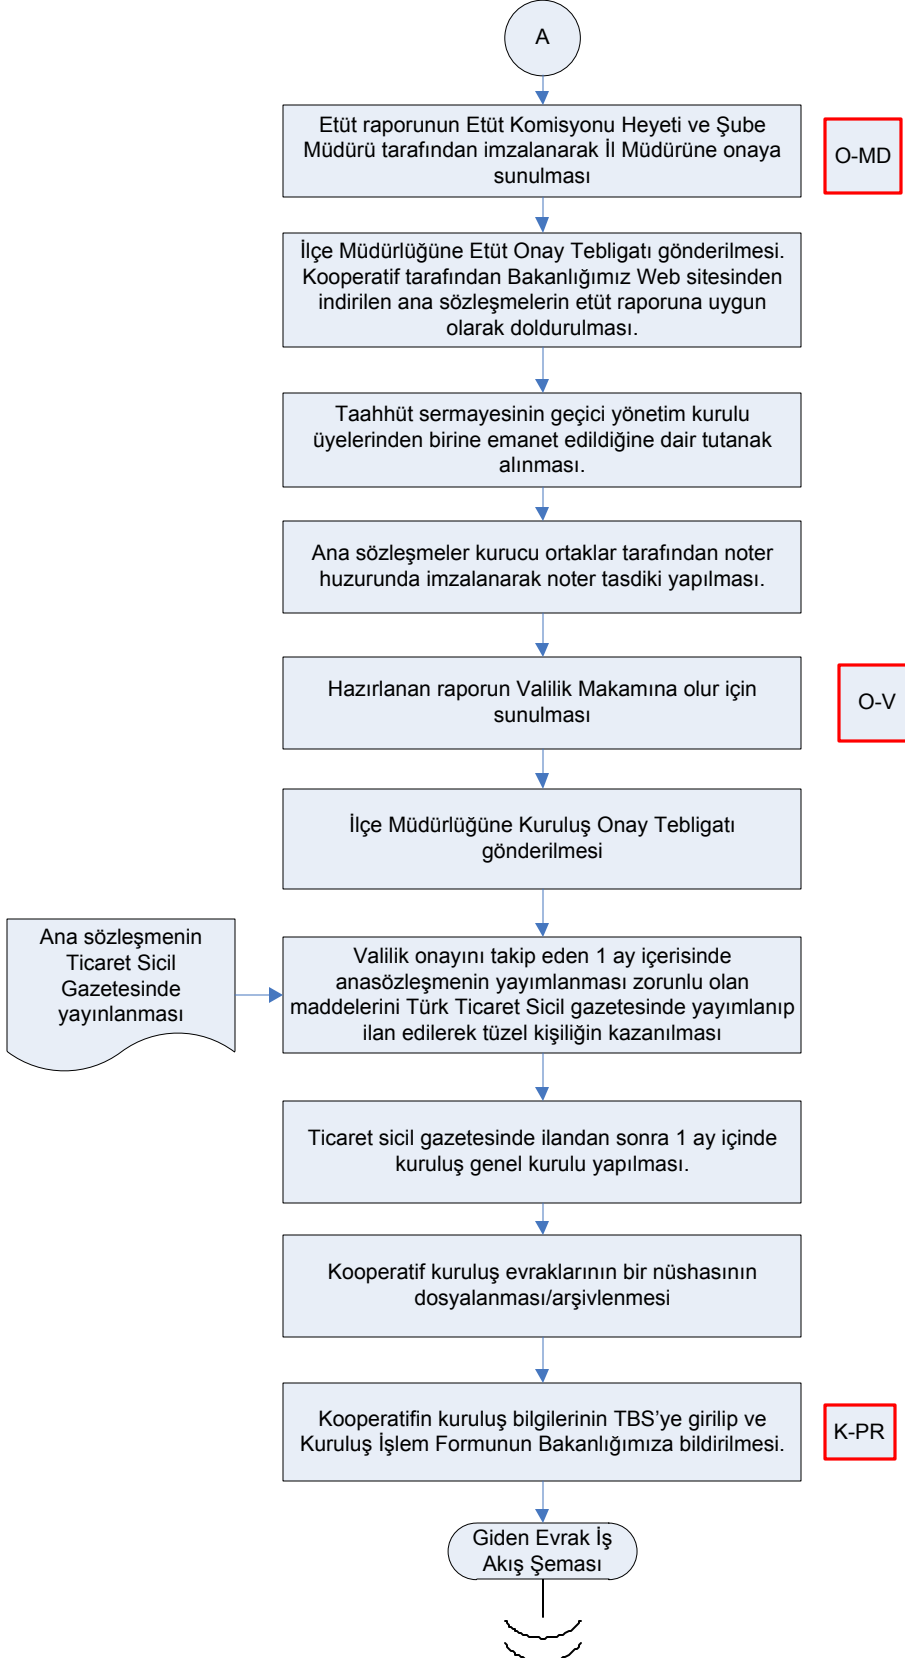 A
Etüt raporunun Etüt Komisyonu Heyeti ve Şube
Müdürü tarafından imzalanarak İl Müdürüne onaya
sunulması
O-MD
İlçe Müdürlüğüne Etüt Onay Tebligatı gönderilmesi.
Kooperatif tarafından Bakanlığımız Web sitesinden
indirilen ana sözleşmelerin etüt raporuna uygun
olarak doldurulması.
Taahhüt sermayesinin geçici yönetim kurulu
üyelerinden birine emanet edildiğine dair tutanak
alınması.
Ana sözleşmeler kurucu ortaklar tarafından noter
huzurunda imzalanarak noter tasdiki yapılması.
Hazırlanan raporun Valilik Makamına olur için
sunulması
O-V
İlçe Müdürlüğüne Kuruluş Onay Tebligatı
gönderilmesi
Ana sözleşmenin
Ticaret Sicil
Gazetesinde
yayınlanması
Valilik onayını takip eden 1 ay içerisinde
anasözleşmenin yayımlanması zorunlu olan
maddelerini Türk Ticaret Sicil gazetesinde yayımlanıp
ilan edilerek tüzel kişiliğin kazanılması
Ticaret sicil gazetesinde ilandan sonra 1 ay içinde
kuruluş genel kurulu yapılması.
Kooperatif kuruluş evraklarının bir nüshasının
dosyalanması/arşivlenmesi
Kooperatifin kuruluş bilgilerinin TBS'ye girilip ve
Kuruluş İşlem Formunun Bakanlığımıza bildirilmesi.
K-PR
Giden Evrak İş
Akış Şeması